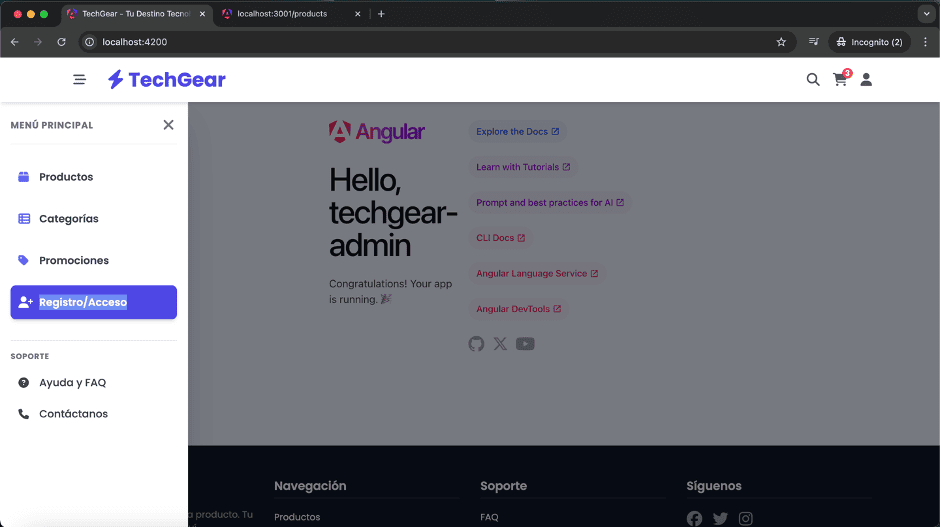 TechGear - Tu Destino Tecnol
localhost:3001/products
localhost:4200
Incognito (2)
TechGear
3
MENÚ PRINCIPAL
Productos
Categorías
Promociones
Registro/Acceso
SOPORTE
Ayuda y FAQ
Contáctanos
Angular
Hello,
techgear-
admin
Congratulations! Your app
is running. 🎉
Explore the Docs
Learn with Tutorials
Prompt and best practices for AI
CLI Docs
Angular Language Service
Angular DevTools
a producto. Tu
Navegación
Productos
Soporte
FAQ
Síguenos